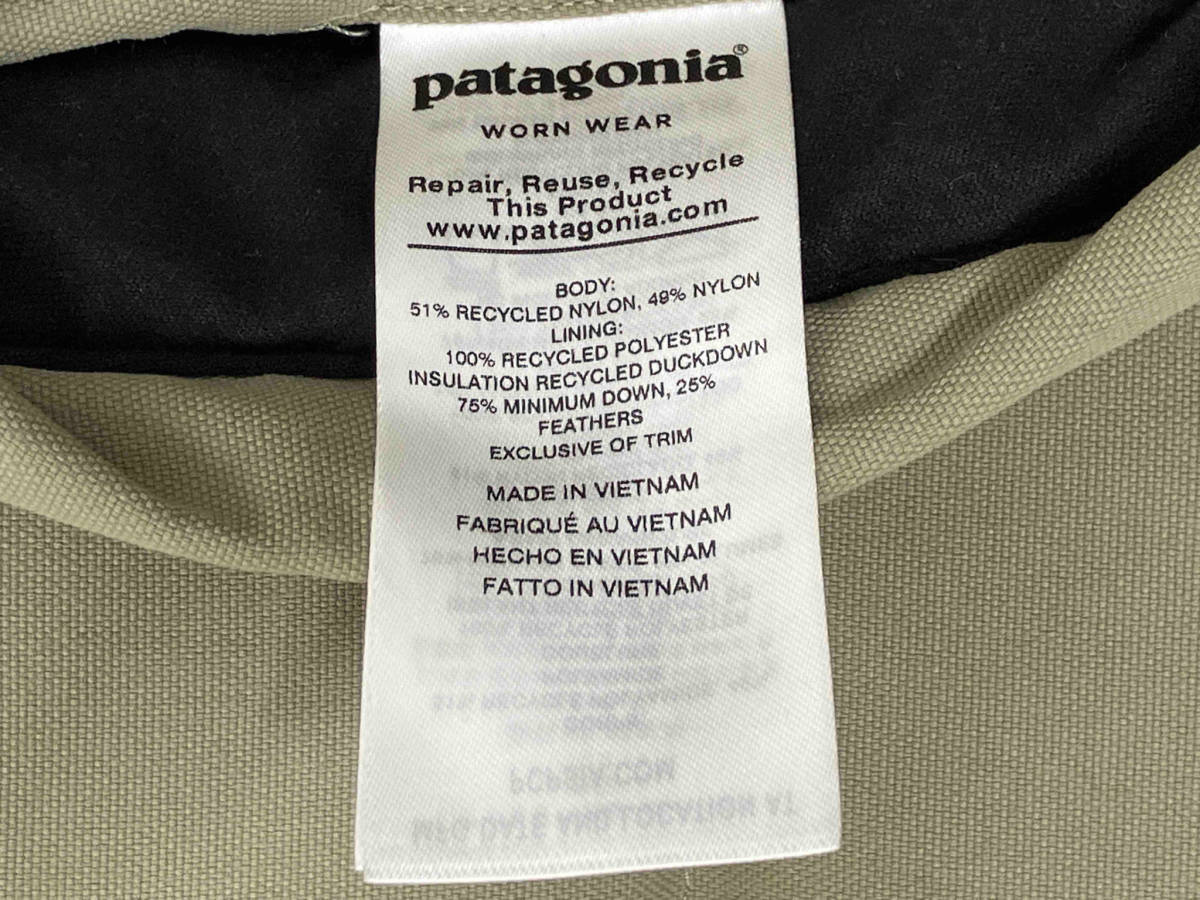 patagonia®
WORN WEAR
Repair, Reuse, Recycle
This Product
www.patagonia.com
BODY:
51% RECYCLED NYLON, 49% NYLON
LINING:
100% RECYCLED POLYESTER
INSULATION RECYCLED DUCKDOWN
75% MINIMUM DOWN, 25%
FEATHERS
EXCLUSIVE OF TRIM
MADE IN VIETNAM
FABRIQUÉ AU VIETNAM
HECHO EN VIETNAM
FATTO IN VIETNAM